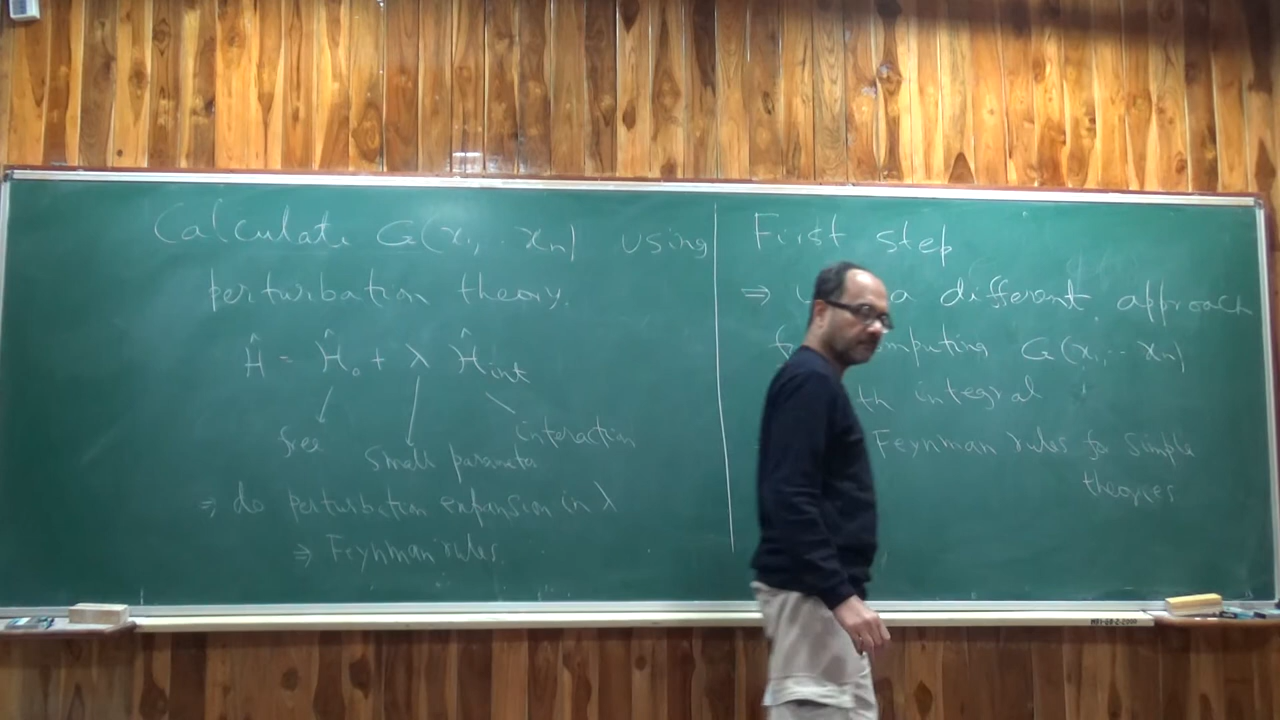 Calculate G(x₁, .. xₙ) using
perturbation theory.
Ĥ = Ĥ₀ + λ Ĥint
free
small parameter
interaction
⇒ do perturbation expansion in λ
⇒ Feynman rules.
First step
⇒ a different approach
computing G(x₁, .. xₙ)
integral
Feynman rules for simple
theories